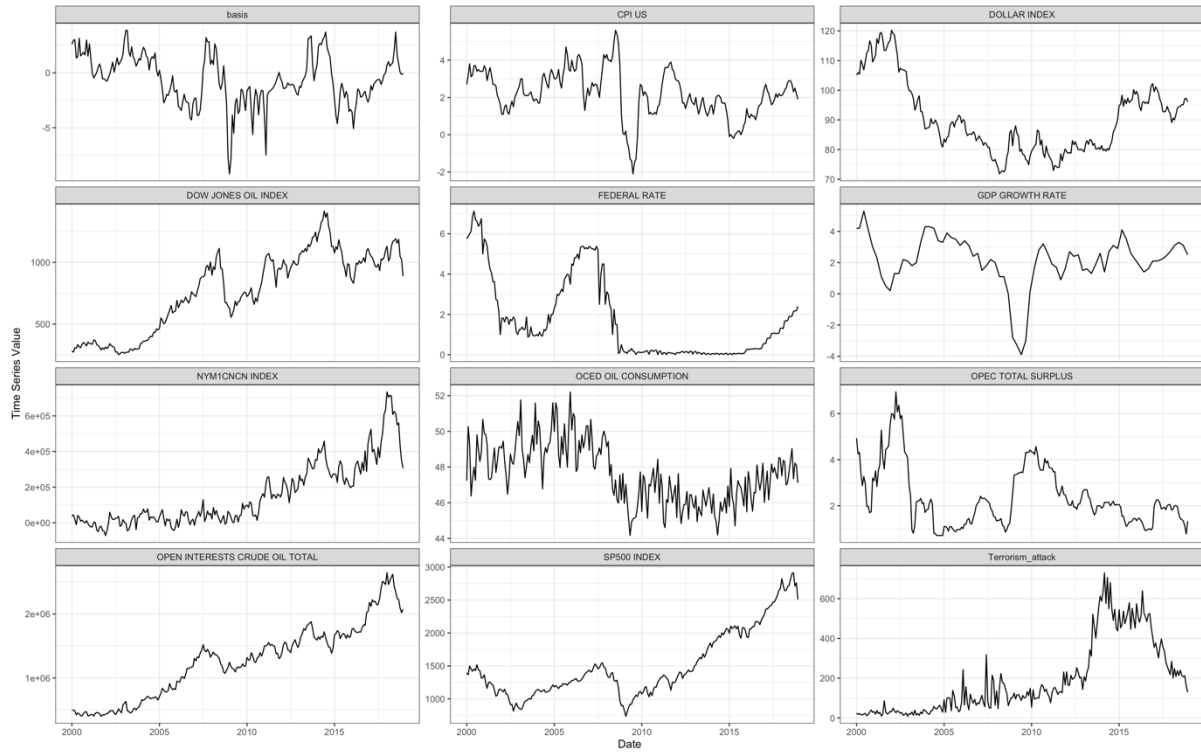 basis
CPI US
DOLLAR INDEX
0
-5
4
2
0
-2
120
110
100
90
80
70
DOW JONES OIL INDEX
FEDERAL RATE
GDP GROWTH RATE
1000
500
6
4
2
0
4
2
0
-2
-4
Time Series Value
NYM1CNCN INDEX
OCED OIL CONSUMPTION
OPEC TOTAL SURPLUS
6e+05
4e+05
2e+05
0e+00
52
50
48
46
44
6
4
2
OPEN INTERESTS CRUDE OIL TOTAL
SP500 INDEX
Terrorism_attack
2e+06
1e+06
3000
2500
2000
1500
1000
600
400
200
0
2000 2005 2010 2015
2000 2005 2010 2015
2000 2005 2010 2015
Date